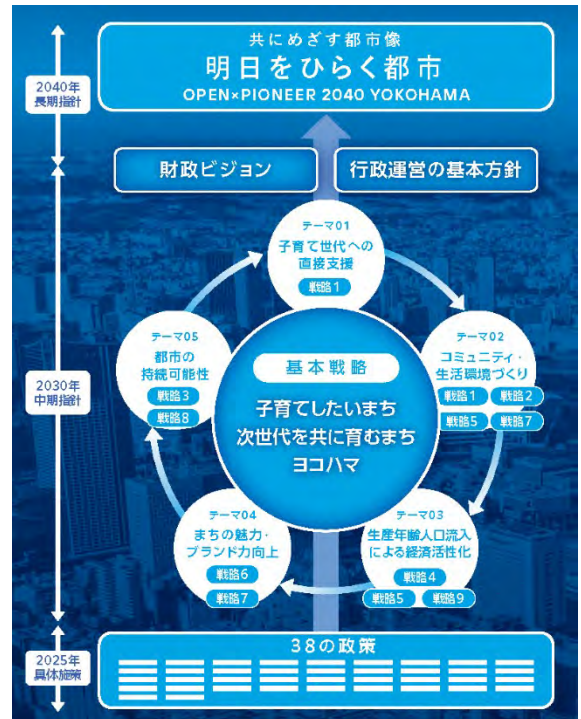 共にめざす都市像
明日をひらく都市
OPEN×PIONEER 2040 YOKOHAMA
2040年
長期指針
財政ビジョン
行政運営の基本方針
テーマ01
子育て世代への
直接支援
戦略1
テーマ05
都市の
持続可能性
戦略3
戦略8
テーマ02
コミュニティ・
生活環境づくり
戦略1 戦略2
戦略5 戦略7
基本戦略
子育てしたいまち
次世代を共に育むまち
ヨコハマ
2030年
中期指針
テーマ04
まちの魅力・
ブランド力向上
戦略6
戦略7
テーマ03
生産年齢人口流入
による経済活性化
戦略4
戦略5 戦略9
2025年
具体施策
38の政策